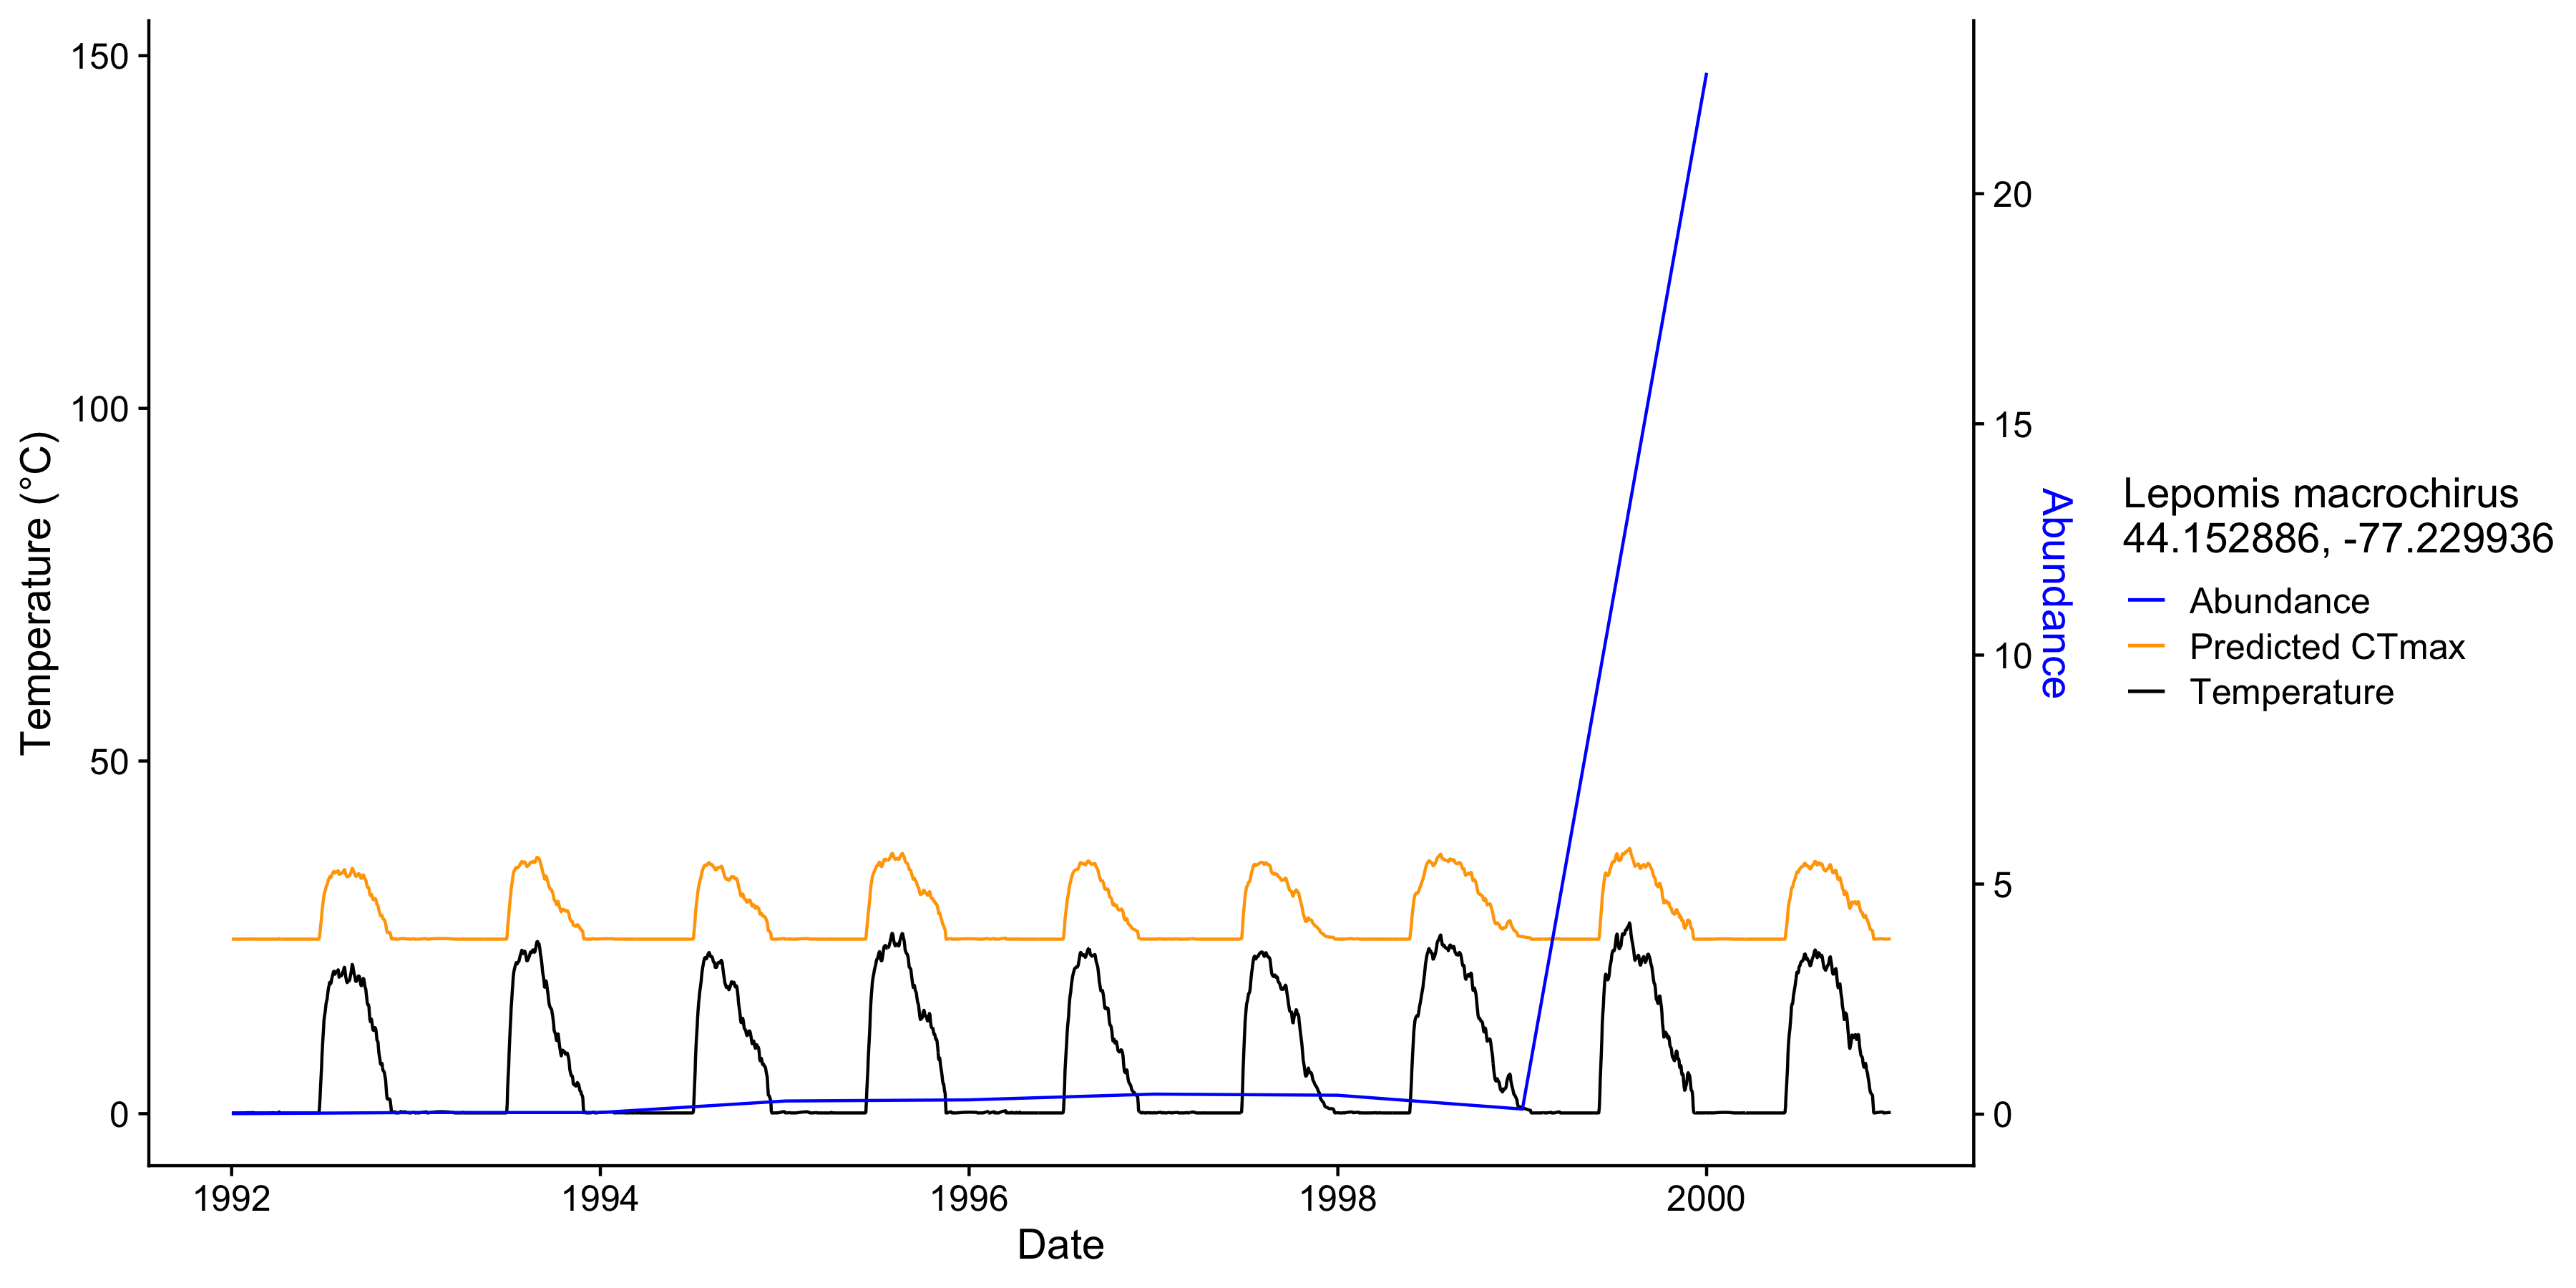 150
100
50
0
Temperature (°C)
1992
1994
1996
1998
2000
Date
20
15
10
5
0
Abundance
Lepomis macrochirus
44.152886, -77.229936
Abundance
Predicted CTmax
Temperature